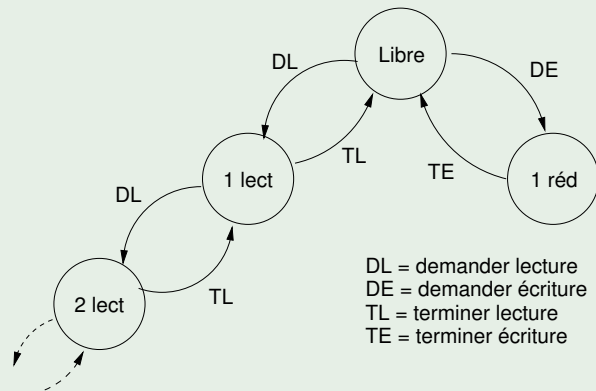 Libre
DL
DE
TL
TE
1 lect
1 réd
DL
TL
2 lect
DL = demander lecture
DE = demander écriture
TL = terminer lecture
TE = terminer écriture